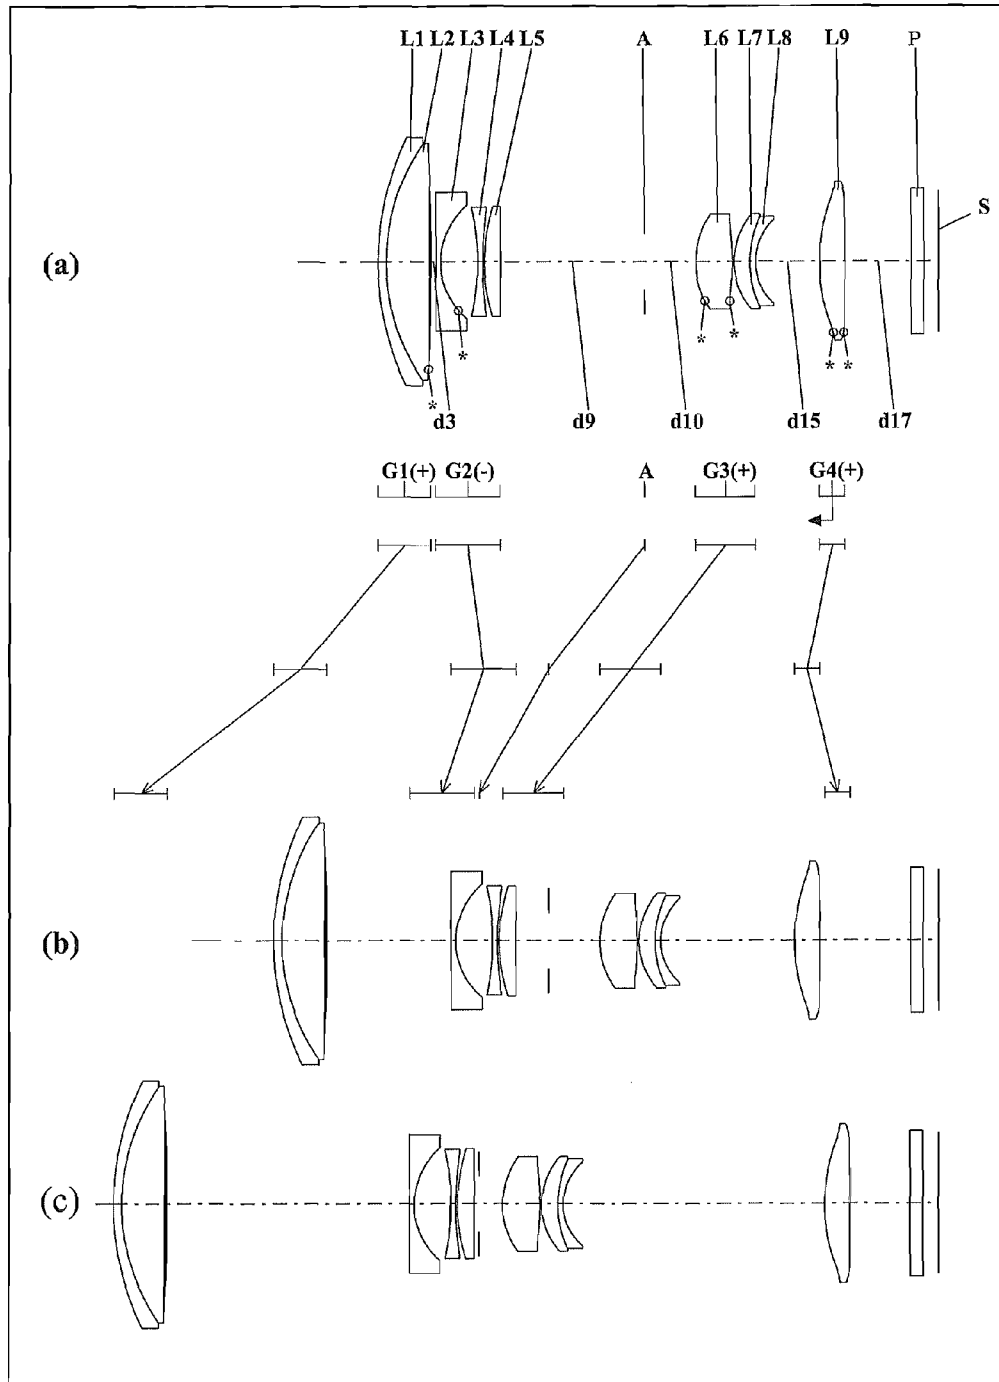 L1 L2 L3 L4 L5 A L6 L7 L8 L9 P
S
(a)
* * * * * *
d3 d9 d10 d15 d17
G1(+) G2(-) A G3(+) G4(+)
(b)
(c)